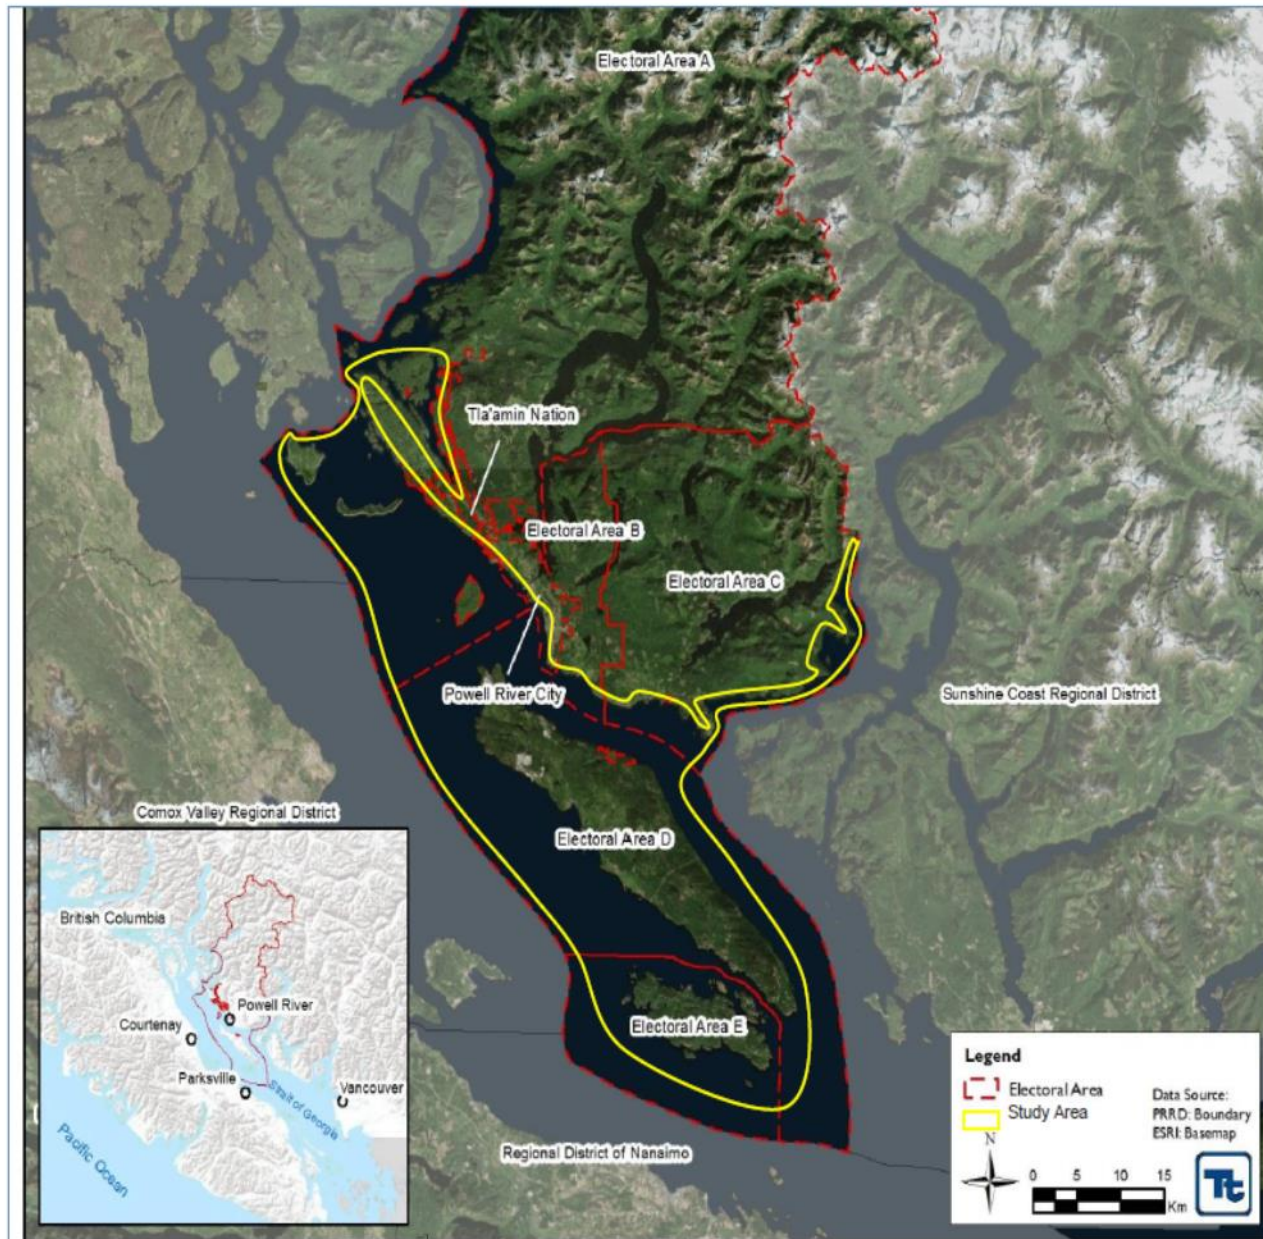 Electoral Area A
Tla'amin Nation
Electoral Area B
Electoral Area C
Powell River City
Sunshine Coast Regional District
Comox Valley Regional District
Electoral Area D
Electoral Area E
Regional District of Nanaimo
British Columbia
Powell River
Courtenay
Parksville
Vancouver
Strait of Georgia
Pacific Ocean
Legend
Electoral Area
Study Area
Data Source:
PRRD: Boundary
ESRI: Basemap
N
0 5 10 15
Km
Tt